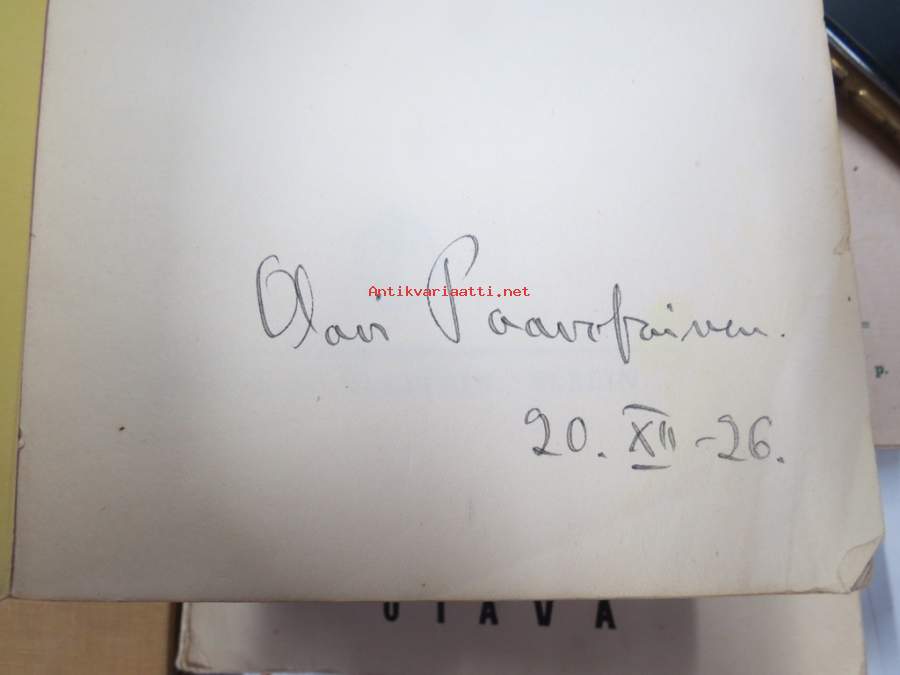 Antikvariaatti.net
Olavi Paavolainen.
20. XII -26.
p.
OTAVA